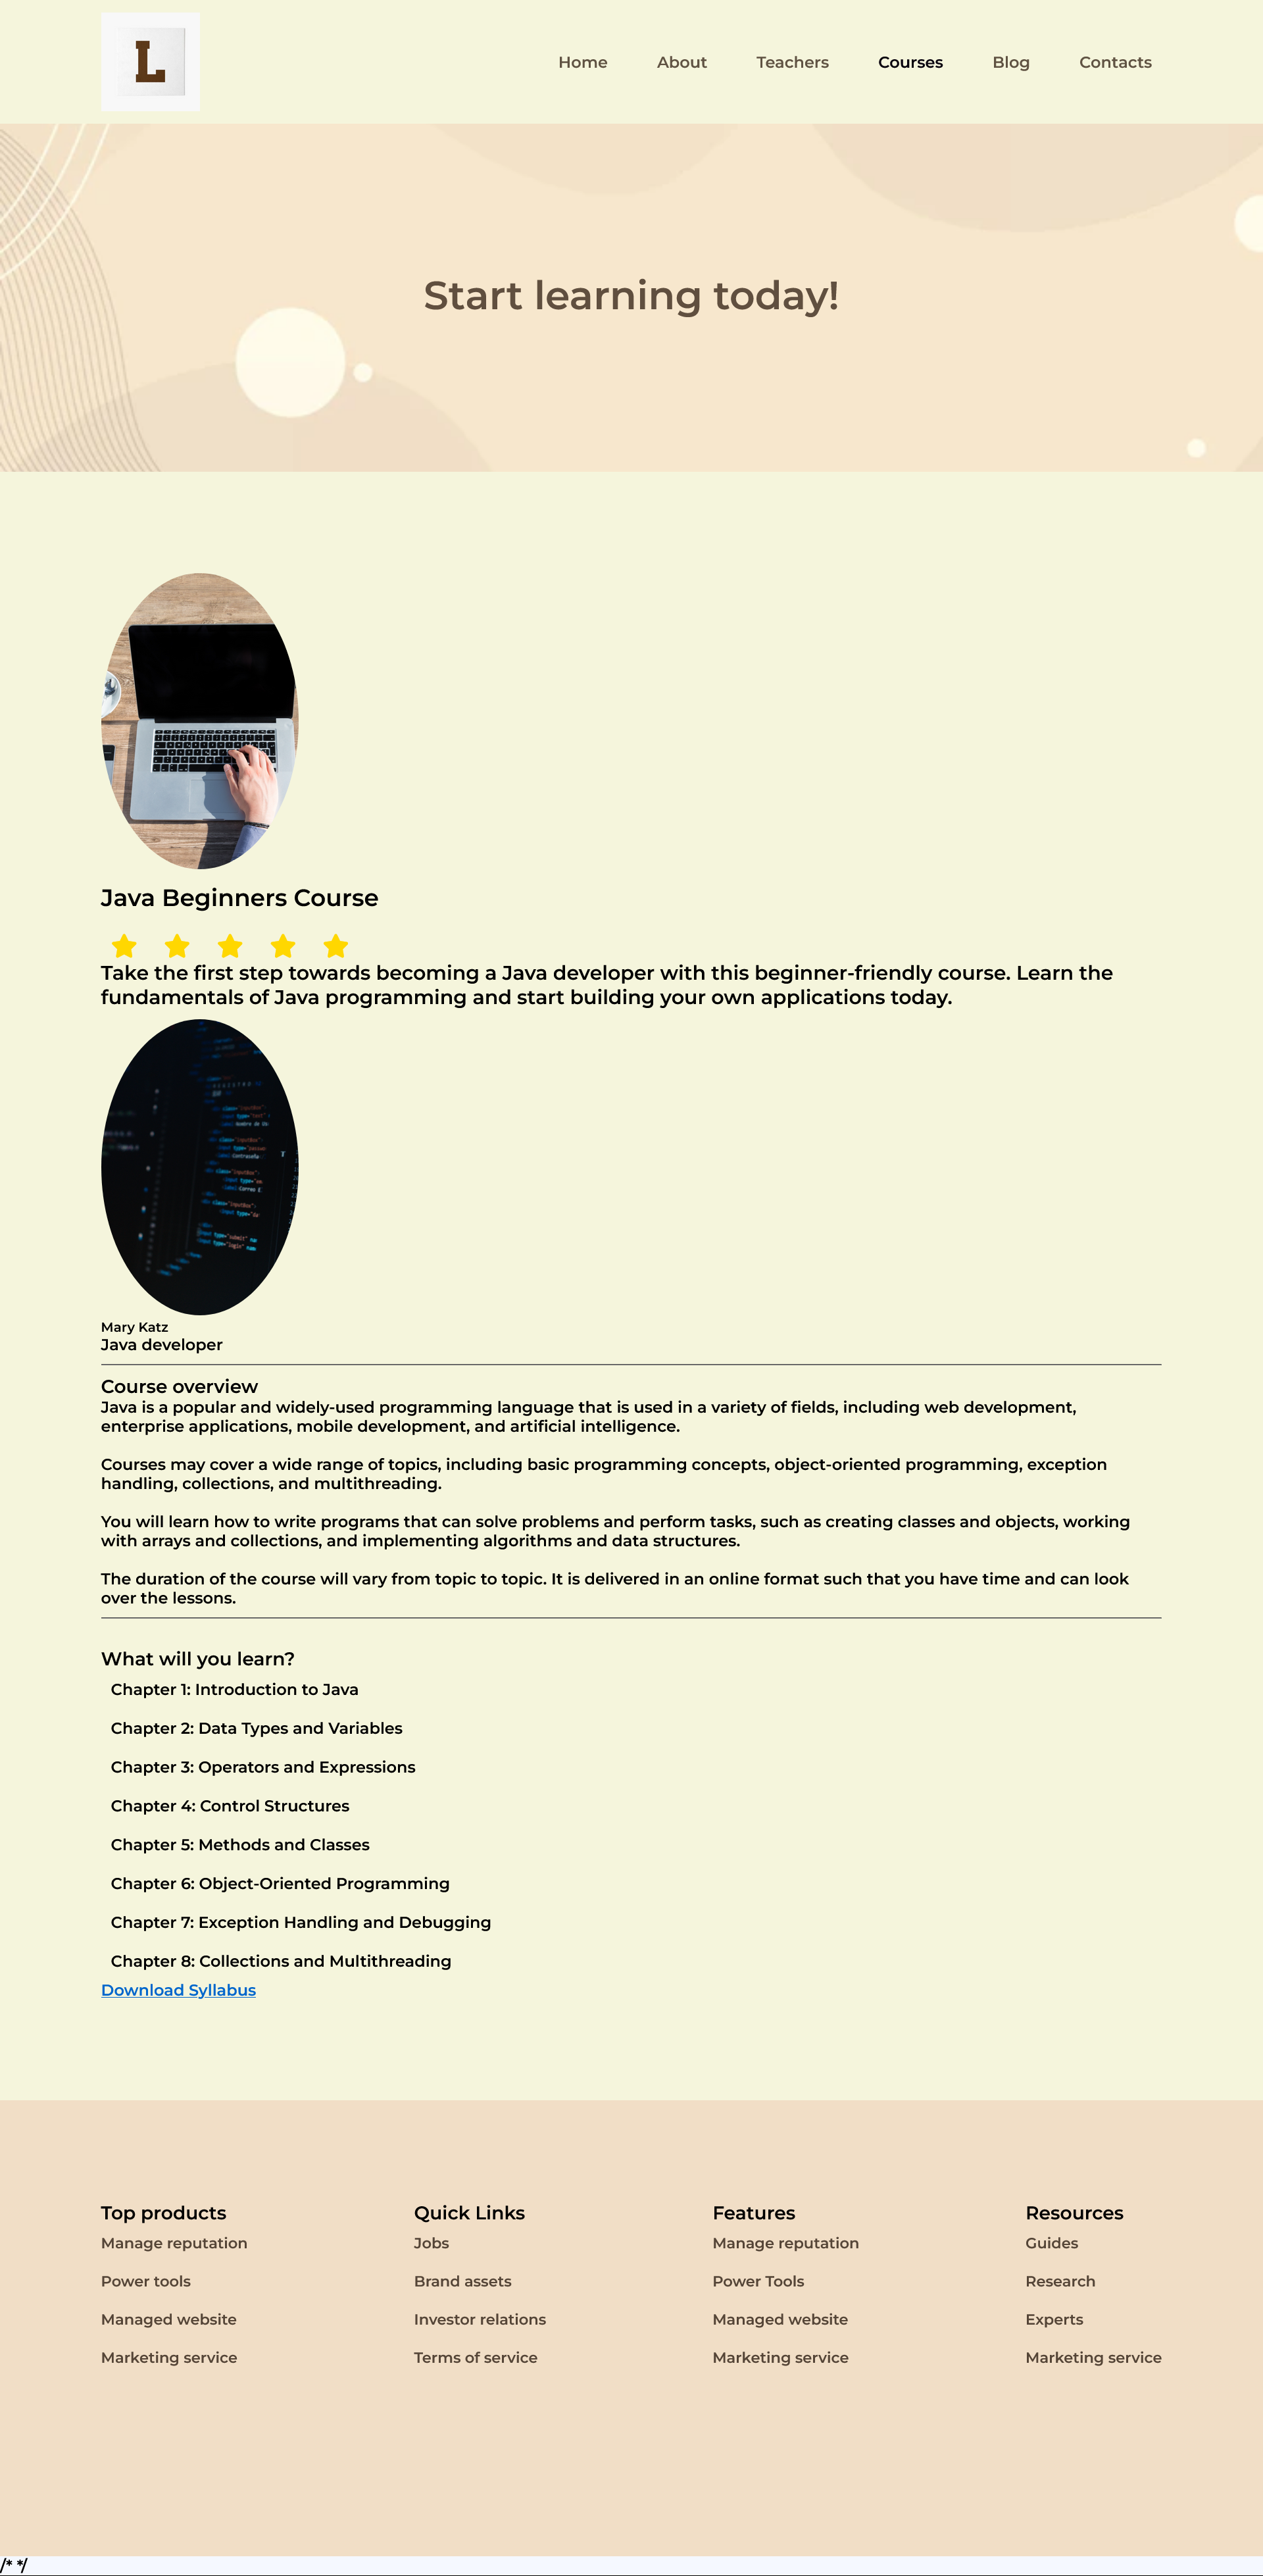 L
Home About Teachers Courses Blog Contacts
Start learning today!
Java Beginners Course
Take the first step towards becoming a Java developer with this beginner-friendly course. Learn the
fundamentals of Java programming and start building your own applications today.
Mary Katz
Java developer
Course overview
Java is a popular and widely-used programming language that is used in a variety of fields, including web development,
enterprise applications, mobile development, and artificial intelligence.
Courses may cover a wide range of topics, including basic programming concepts, object-oriented programming, exception
handling, collections, and multithreading.
You will learn how to write programs that can solve problems and perform tasks, such as creating classes and objects, working
with arrays and collections, and implementing algorithms and data structures.
The duration of the course will vary from topic to topic. It is delivered in an online format such that you have time and can look
over the lessons.
What will you learn?
Chapter 1: Introduction to Java
Chapter 2: Data Types and Variables
Chapter 3: Operators and Expressions
Chapter 4: Control Structures
Chapter 5: Methods and Classes
Chapter 6: Object-Oriented Programming
Chapter 7: Exception Handling and Debugging
Chapter 8: Collections and Multithreading
Download Syllabus
Top products Quick Links Features Resources
Manage reputation Jobs Manage reputation Guides
Power tools Brand assets Power Tools Research
Managed website Investor relations Managed website Experts
Marketing service Terms of service Marketing service Marketing service
/* */